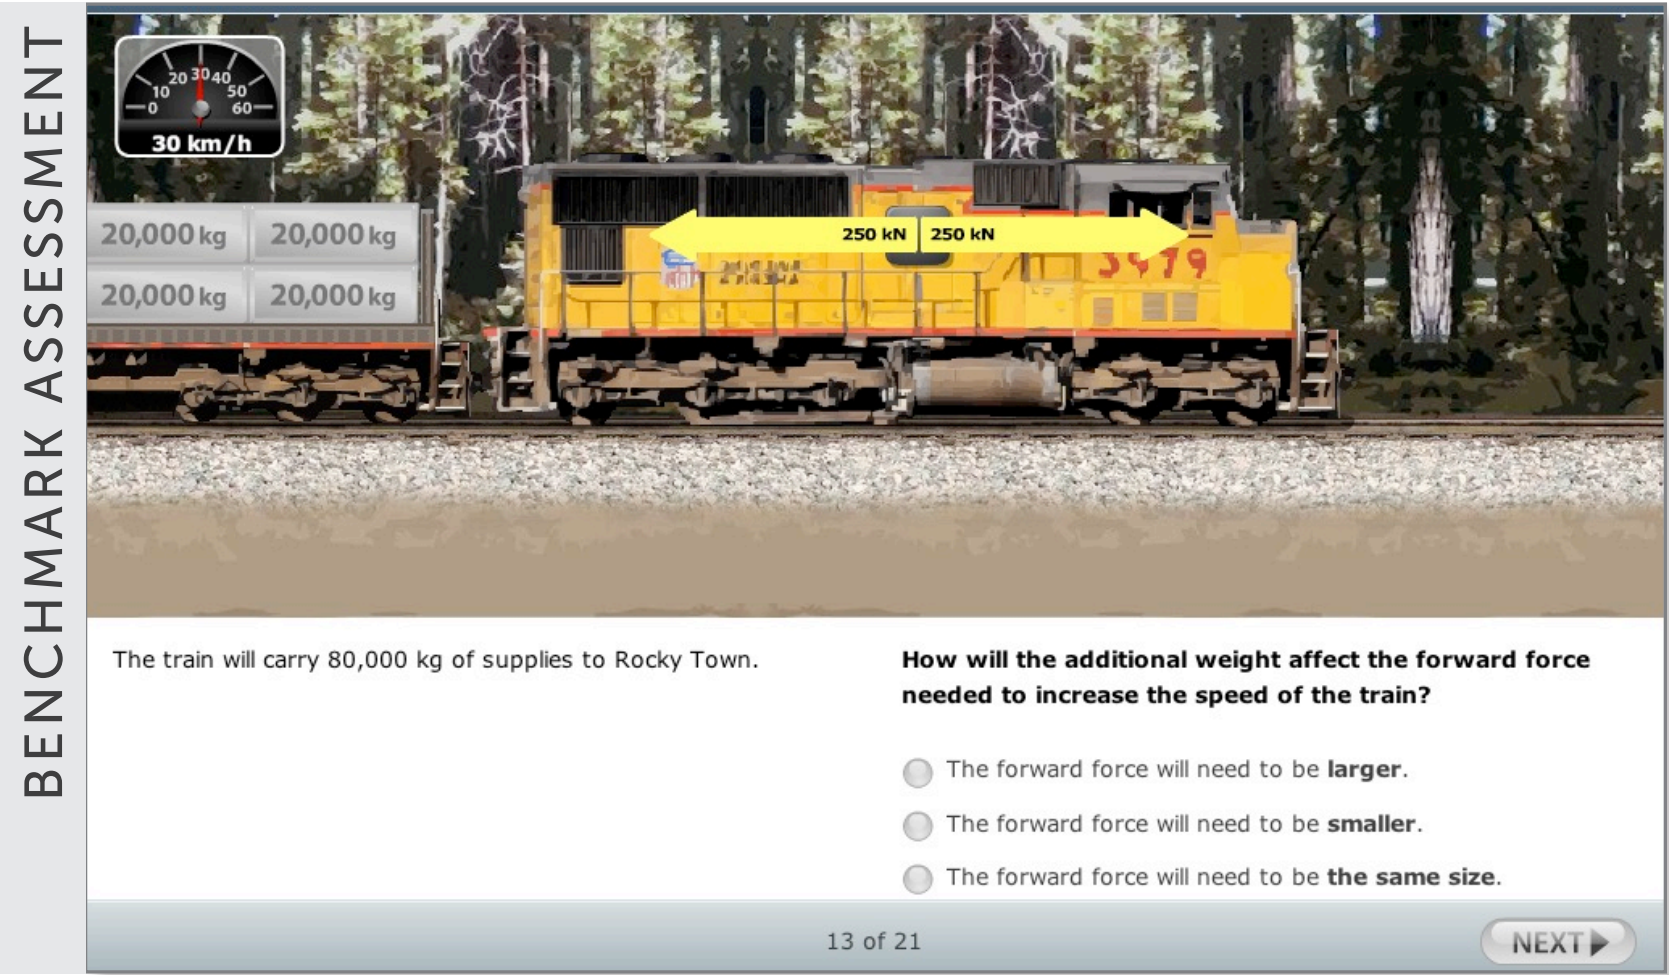 BENCHMARK ASSESSMENT
0 10 20 30 40 50 60
30 km/h
20,000 kg 20,000 kg
20,000 kg 20,000 kg
250 kN 250 kN
The train will carry 80,000 kg of supplies to Rocky Town.
How will the additional weight affect the forward force
needed to increase the speed of the train?
The forward force will need to be larger.
The forward force will need to be smaller.
The forward force will need to be the same size.
13 of 21
NEXT